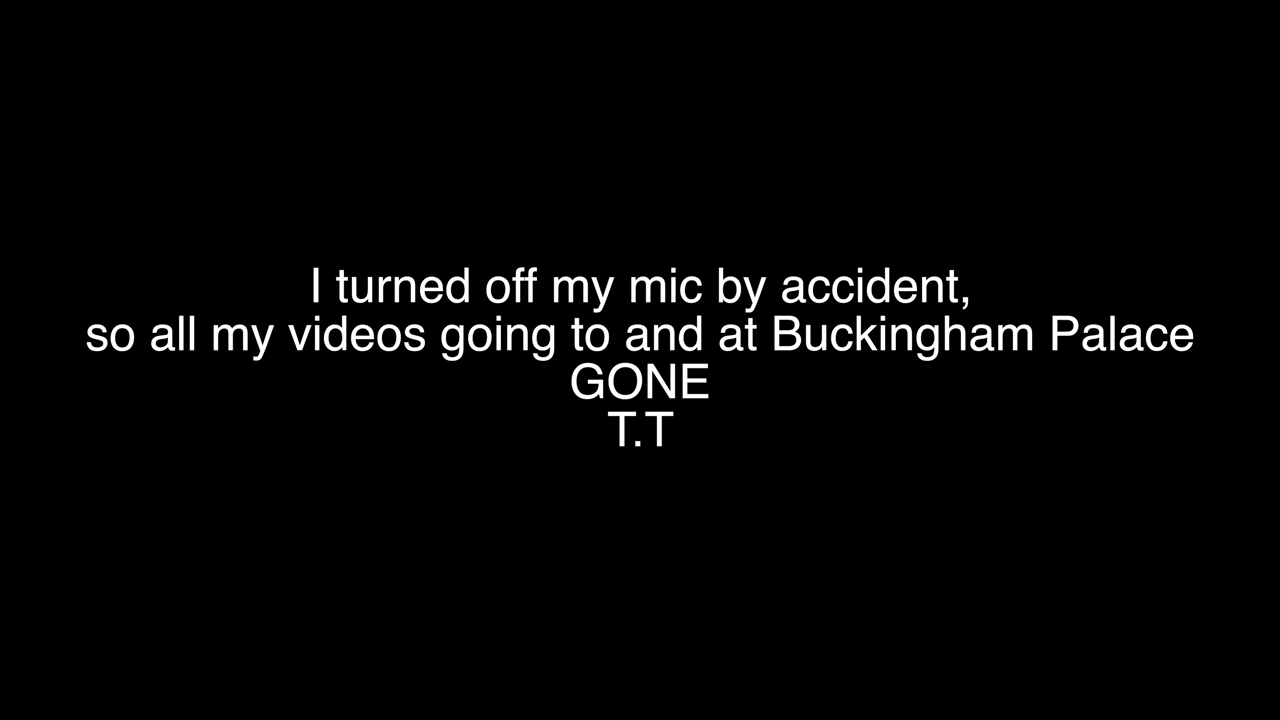 I turned off my mic by accident,
so all my videos going to and at Buckingham Palace
GONE
T.T